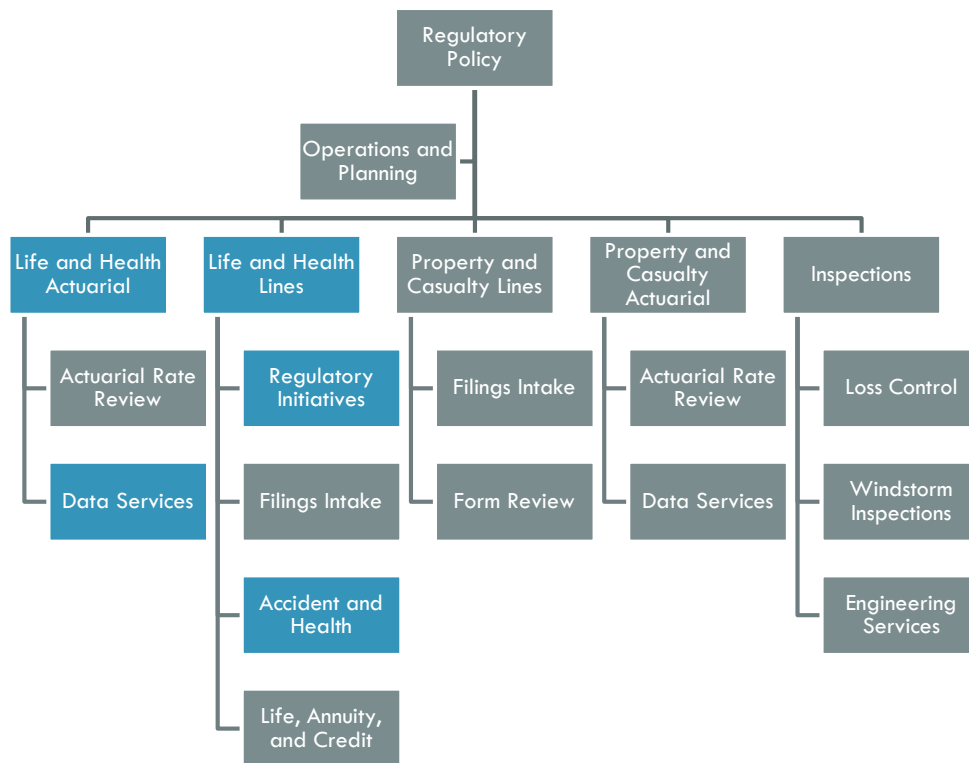 Regulatory
Policy
Operations and
Planning
Life and Health
Actuarial
Life and Health
Lines
Property and
Casualty Lines
Property and
Casualty
Actuarial
Inspections
Actuarial Rate
Review
Data Services
Regulatory
Initiatives
Filings Intake
Accident and
Health
Life, Annuity,
and Credit
Filings Intake
Form Review
Actuarial Rate
Review
Data Services
Loss Control
Windstorm
Inspections
Engineering
Services